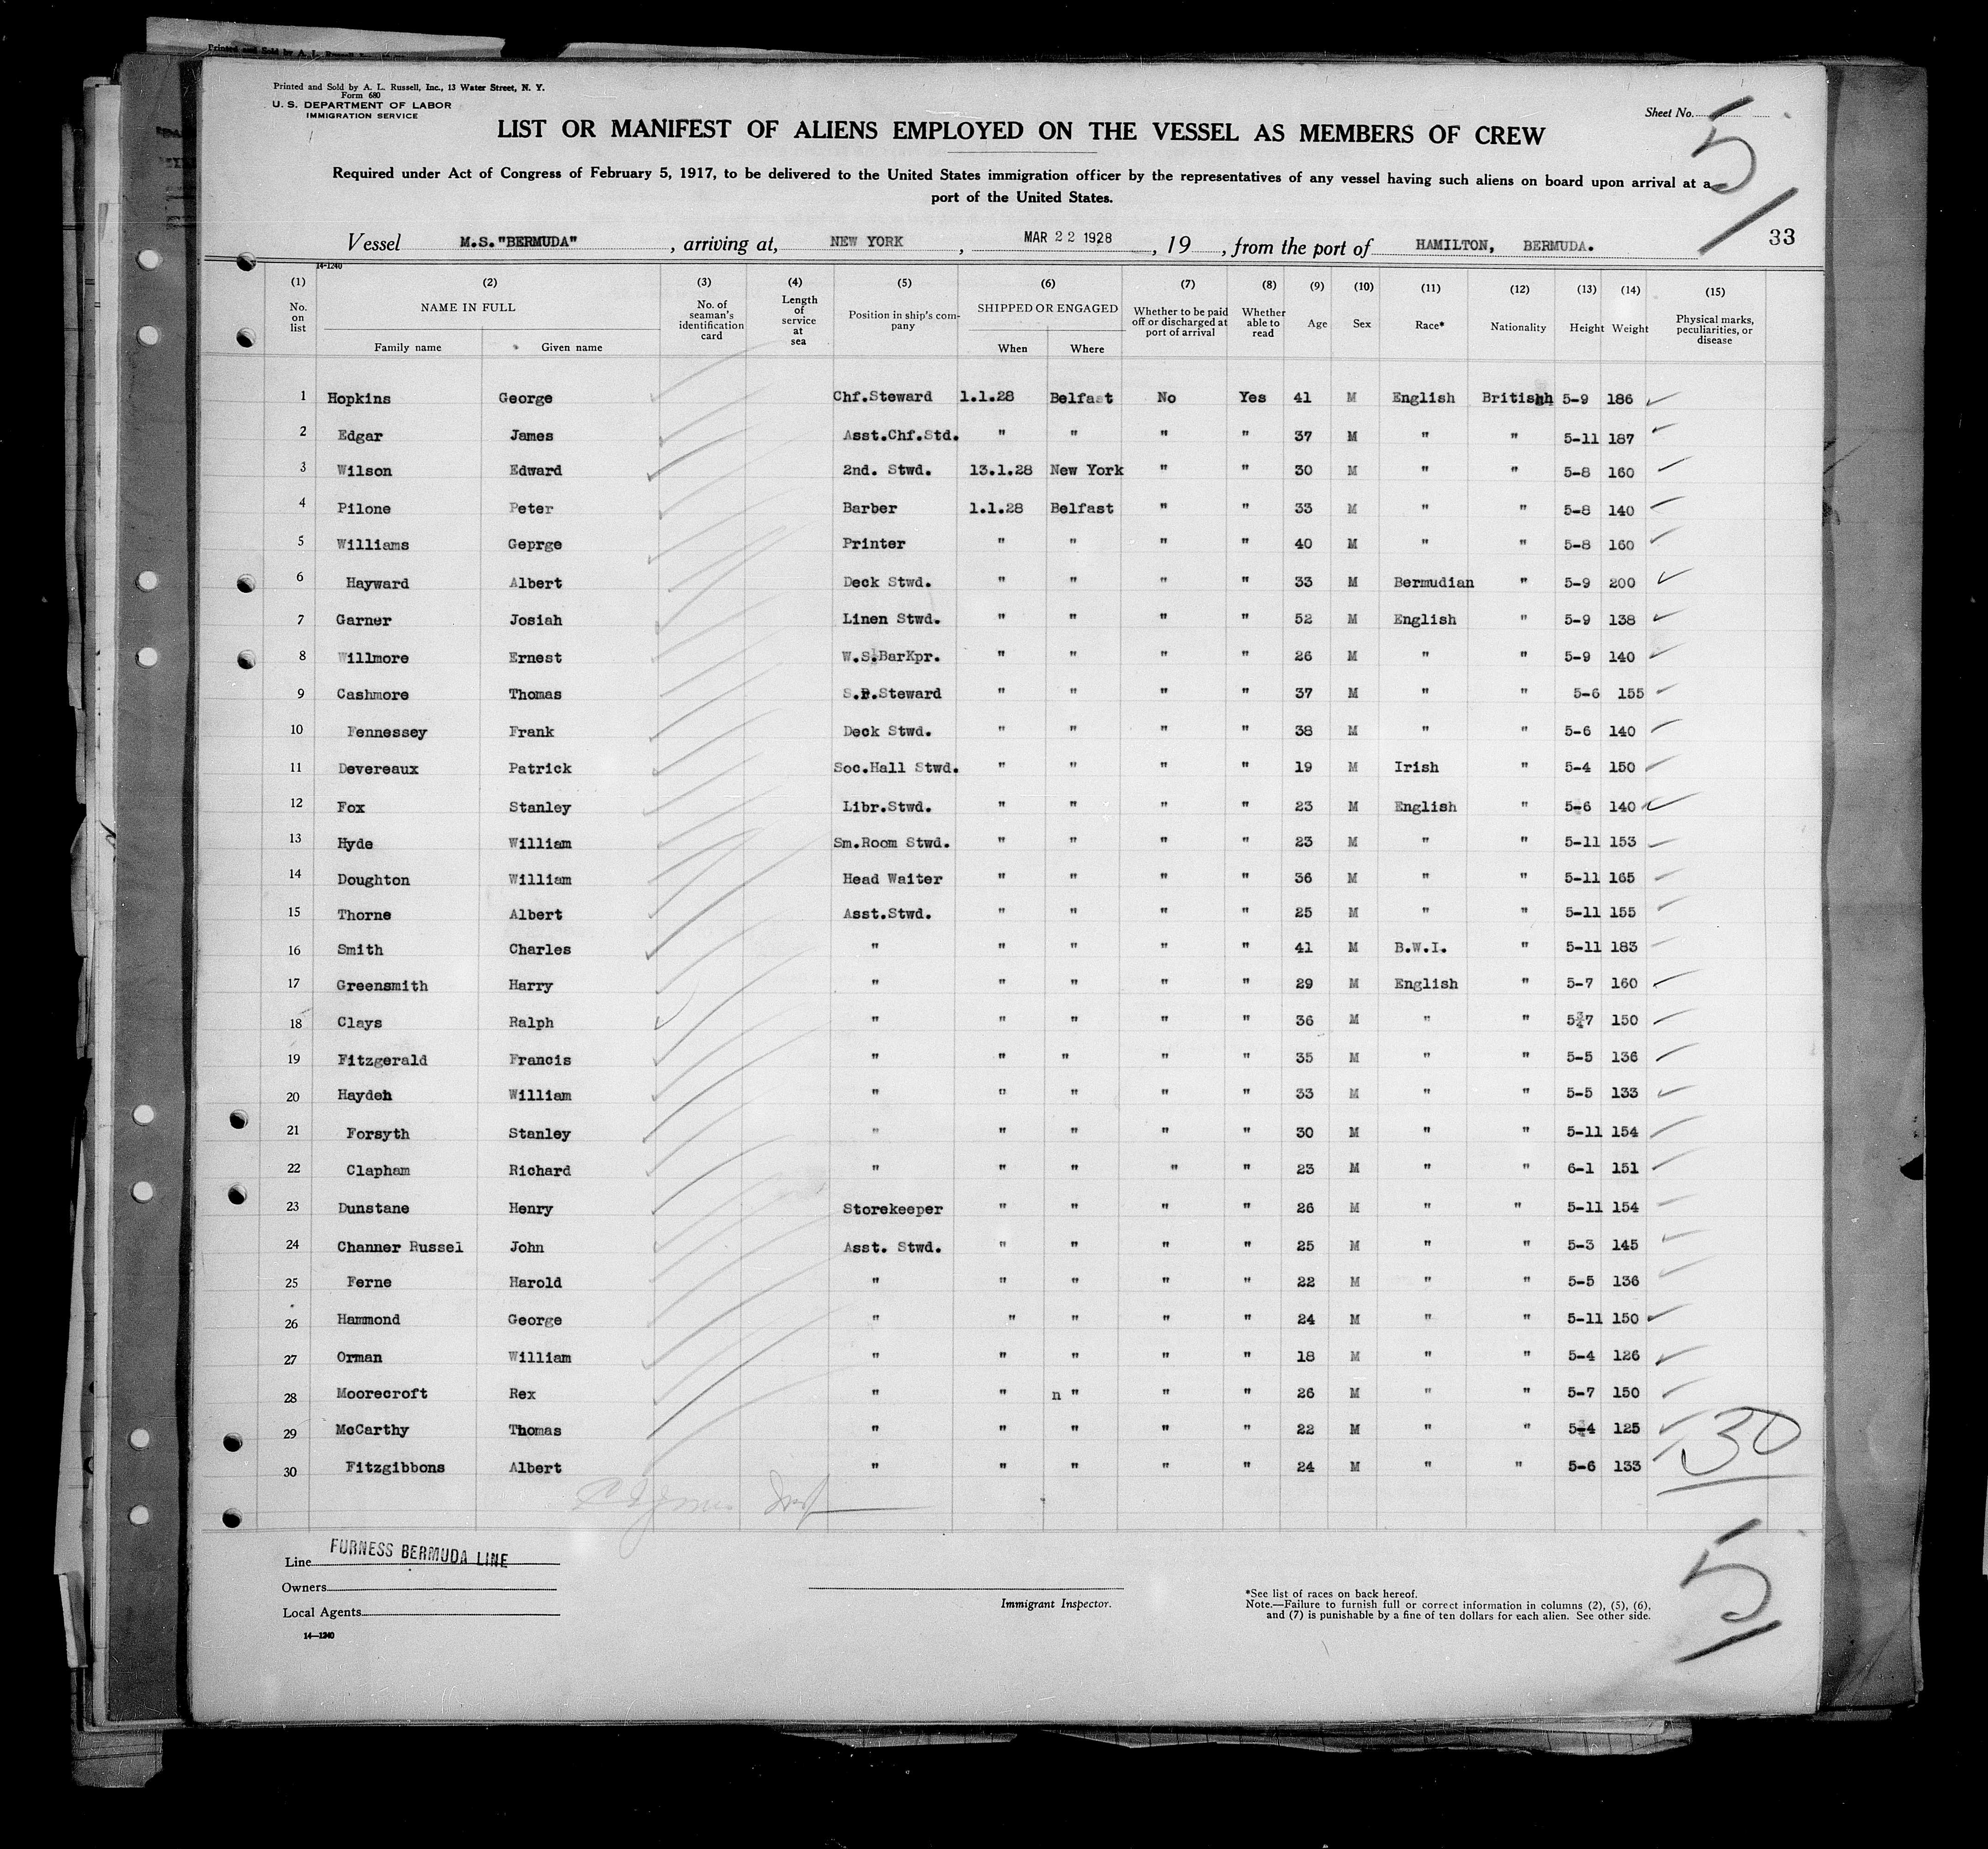 Printed and Sold by A. L. Russell, Inc., 13 Water Street, N. Y.
Form 680
U. S. DEPARTMENT OF LABOR
IMMIGRATION SERVICE
Sheet No. 5
LIST OR MANIFEST OF ALIENS EMPLOYED ON THE VESSEL AS MEMBERS OF CREW
Required under Act of Congress of February 5, 1917, to be delivered to the United States immigration officer by the representatives of any vessel having such aliens on board upon arrival at a
port of the United States.
Vessel M.S."BERMUDA" , arriving at, NEW YORK , MAR 22 1928 , 19 , from the port of HAMILTON, BERMUDA. 33
14-1240
(1) (2) (3) (4) (5) (6) (7) (8) (9) (10) (11) (12) (13) (14) (15)
No. on list NAME IN FULL Family name Given name No. of seaman's identification card Length of service at sea Position in ship's company SHIPPED OR ENGAGED When Where Whether to be paid off or discharged at port of arrival Whether able to read Age Sex Race* Nationality Height Weight Physical marks, peculiarities, or disease
1 Hopkins George Chf.Steward 1.1.28 Belfast No Yes 41 M English Britishh 5-9 186
2 Edgar James Asst.Chf.Std. " " " " 37 M " " 5-11 187
3 Wilson Edward 2nd. Stwd. 13.1.28 New York " " 30 M " " 5-8 160
4 Pilone Peter Barber 1.1.28 Belfast " " 33 M " " 5-8 140
5 Williams Geprge Printer " " " " 40 M " " 5-8 160
6 Hayward Albert Deck Stwd. " " " " 33 M Bermudian " 5-9 200
7 Garner Josiah Linen Stwd. " " " " 52 M English " 5-9 138
8 Willmore Ernest W.S.BarKpr. " " " " 26 M " " 5-9 140
9 Cashmore Thomas S.R.Steward " " " " 37 M " " 5-6 155
10 Fennessey Frank Deck Stwd. " " " " 38 M " " 5-6 140
11 Devereaux Patrick Soc.Hall Stwd. " " " " 19 M Irish " 5-4 150
12 Fox Stanley Libr.Stwd. " " " " 23 M English " 5-6 140
13 Hyde William Sm.Room Stwd. " " " " 23 M " " 5-11 153
14 Doughton William Head Waiter " " " " 36 M " " 5-11 165
15 Thorne Albert Asst.Stwd. " " " " 25 M " " 5-11 155
16 Smith Charles " " " " " 41 M B.W.I. " 5-11 183
17 Greensmith Harry " " " " " 29 M English " 5-7 160
18 Clays Ralph " " " " " 36 M " " 5-7 150
19 Fitzgerald Francis " " " " " 35 M " " 5-5 136
20 Hayden William " " " " " 33 M " " 5-5 133
21 Forsyth Stanley " " " " " 30 M " " 5-11 154
22 Clapham Richard " " " " " 23 M " " 6-1 151
23 Dunstane Henry Storekeeper " " " " 26 M " " 5-11 154
24 Channer Russel John Asst. Stwd. " " " " 25 M " " 5-3 145
25 Ferne Harold " " " " " 22 M " " 5-5 136
26 Hammond George " " " " " 24 M " " 5-11 150
27 Orman William " " " " " 18 M " " 5-4 126
28 Moorecroft Rex " " n " " " 26 M " " 5-7 150
29 McCarthy Thomas " " " " " 22 M " " 5-4 125
30 Fitzgibbons Albert " " " " " 24 M " " 5-6 133
30
Line FURNESS BERMUDA LINE
Owners
Local Agents
14—1240
Immigrant Inspector.
*See list of races on back hereof.
Note.—Failure to furnish full or correct information in columns (2), (5), (6),
and (7) is punishable by a fine of ten dollars for each alien. See other side.
5